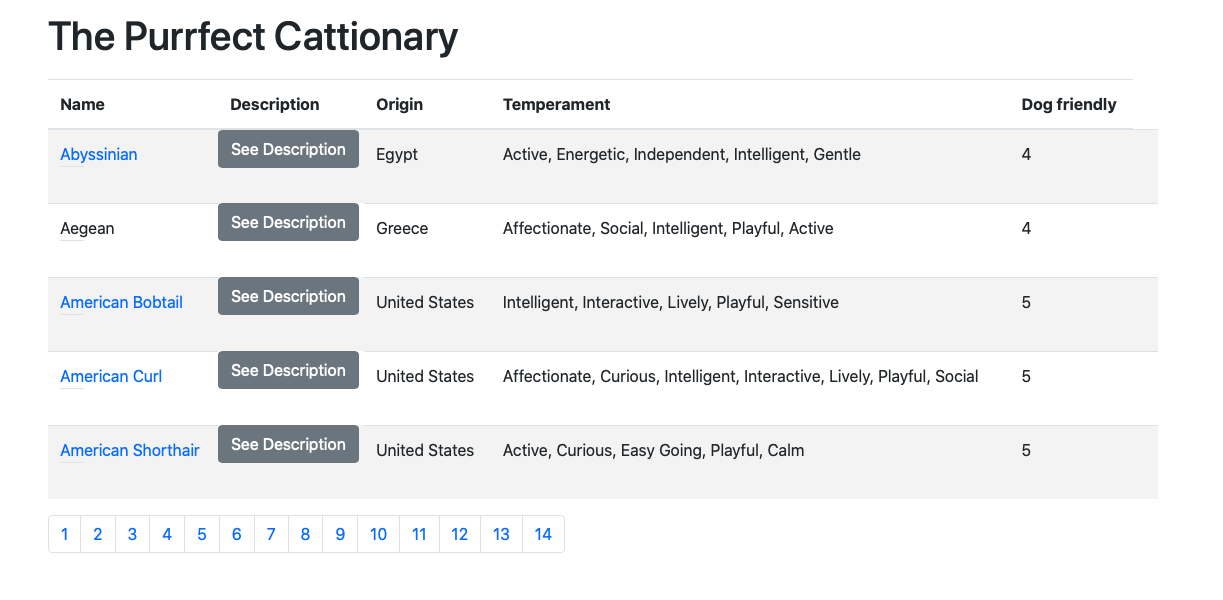 The Purrfect Cattionary
Name Description Origin Temperament Dog friendly
Abyssinian See Description Egypt Active, Energetic, Independent, Intelligent, Gentle 4
Aegean See Description Greece Affectionate, Social, Intelligent, Playful, Active 4
American Bobtail See Description United States Intelligent, Interactive, Lively, Playful, Sensitive 5
American Curl See Description United States Affectionate, Curious, Intelligent, Interactive, Lively, Playful, Social 5
American Shorthair See Description United States Active, Curious, Easy Going, Playful, Calm 5
1 2 3 4 5 6 7 8 9 10 11 12 13 14